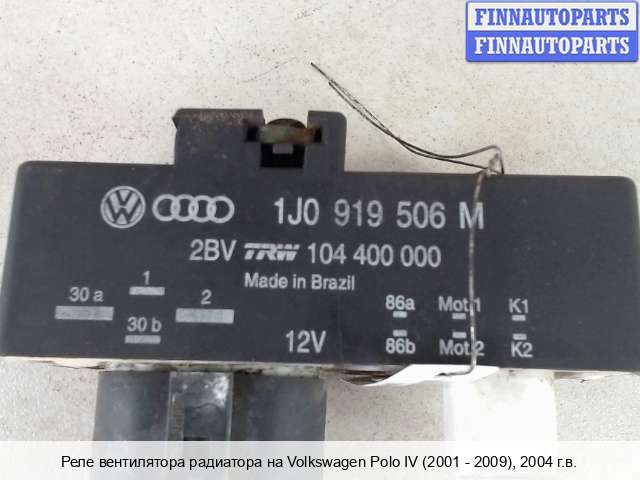 FINNAUTOPARTS
FINNAUTOPARTS
1J0 919 506 M
2BV TRW 104 400 000
Made in Brazil
30 a 1 2 86a Mot 1 K1
30 b 12V 86b Mot 2 K2
Реле вентилятора радиатора на Volkswagen Polo IV (2001 - 2009), 2004 г.в.